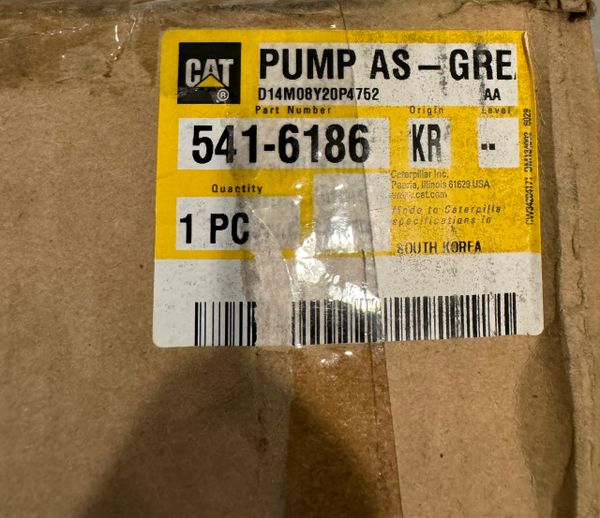 CAT®
PUMP AS-GREA
D14M08Y20P4752
AA
Part Number
Origin
Level
541-6186
KR
--
Caterpillar Inc.
Peoria, Illinois 61629 USA
www.cat.com
Quantity
Made to Caterpillar
specifications in
1 PC
SOUTH KOREA